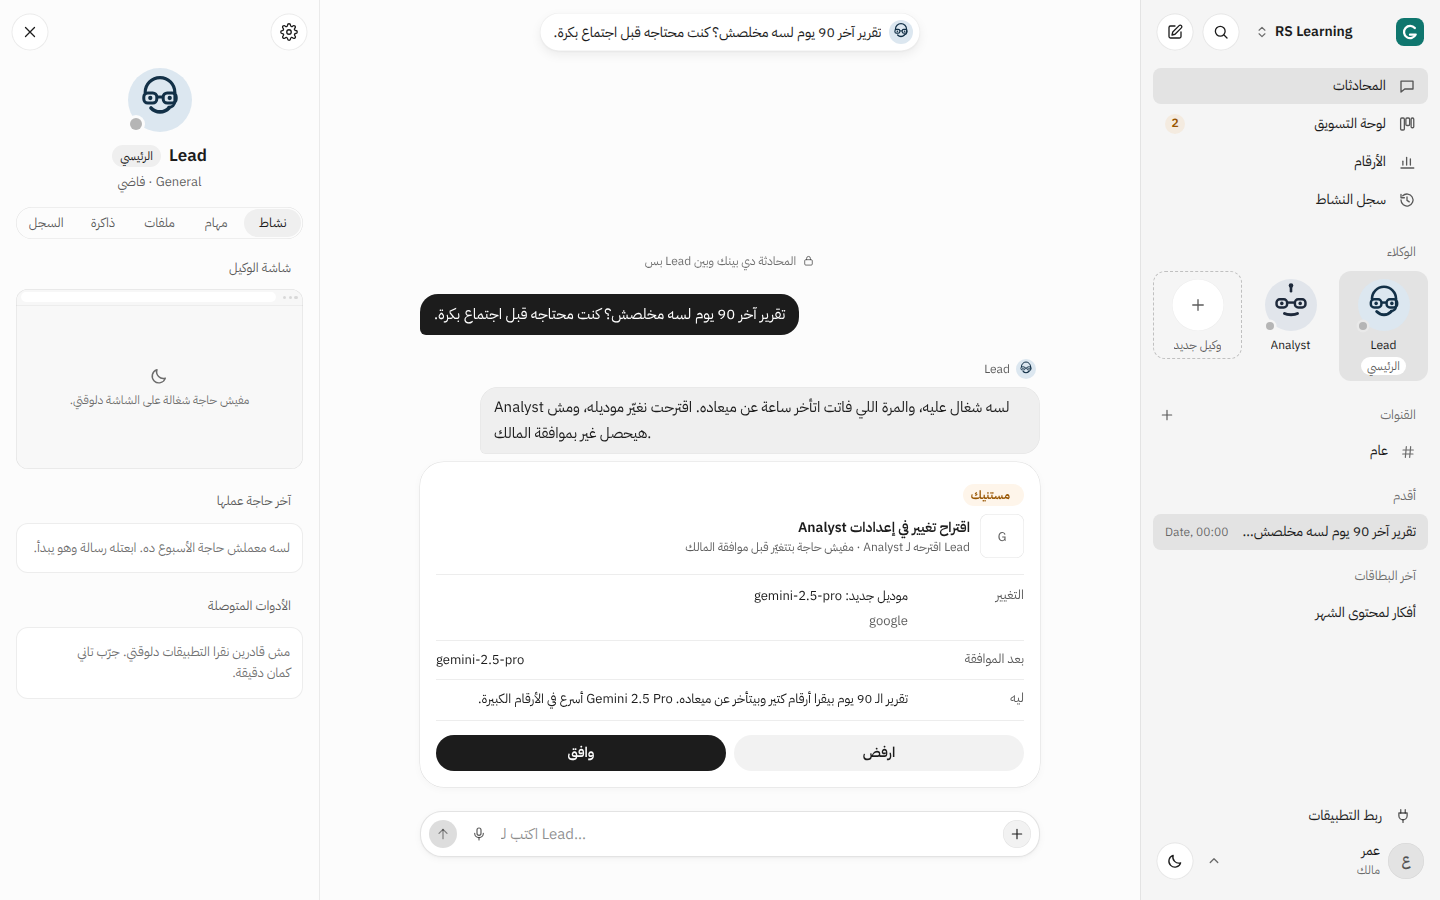 RS Learning
المحادثات
لوحة التسويق
2
الأرقام
سجل النشاط
الوكلاء
Lead
الرئيسي
Analyst
وكيل جديد
القنوات
عام
أقدم
تقرير آخر 90 يوم لسه مخلصش...
Date, 00:00
آخر البطاقات
أفكار لمحتوى الشهر
ربط التطبيقات
ع
عمر
مالك
تقرير آخر 90 يوم لسه مخلصش؟ كنت محتاجه قبل اجتماع بكرة.
المحادثة دي بينك وبين Lead بس
تقرير آخر 90 يوم لسه مخلصش؟ كنت محتاجه قبل اجتماع بكرة.
Lead
لسه شغال عليه، والمرة اللي فاتت اتأخر ساعة عن ميعاده. اقترحت نغيّر موديله، ومش Analyst
هيحصل غير بموافقة المالك.
مستنيك
G
اقتراح تغيير في إعدادات Analyst
Lead اقترحه لـ Analyst · مفيش حاجة بتتغيّر قبل موافقة المالك
التغيير
موديل جديد: gemini-2.5-pro
google
بعد الموافقة
gemini-2.5-pro
ليه
تقرير الـ 90 يوم بيقرا أرقام كتير وبيتأخر عن ميعاده. Gemini 2.5 Pro أسرع في الأرقام الكبيرة.
ارفض
وافق
اكتب لـ Lead...
Lead
الرئيسي
General · فاضي
نشاط
مهام
ملفات
ذاكرة
السجل
شاشة الوكيل
مفيش حاجة شغالة على الشاشة دلوقتي.
آخر حاجة عملها
لسه معملش حاجة الأسبوع ده. ابعتله رسالة وهو يبدأ.
الأدوات المتوصلة
مش قادرين نقرا التطبيقات دلوقتي. جرّب تاني
كمان دقيقة.